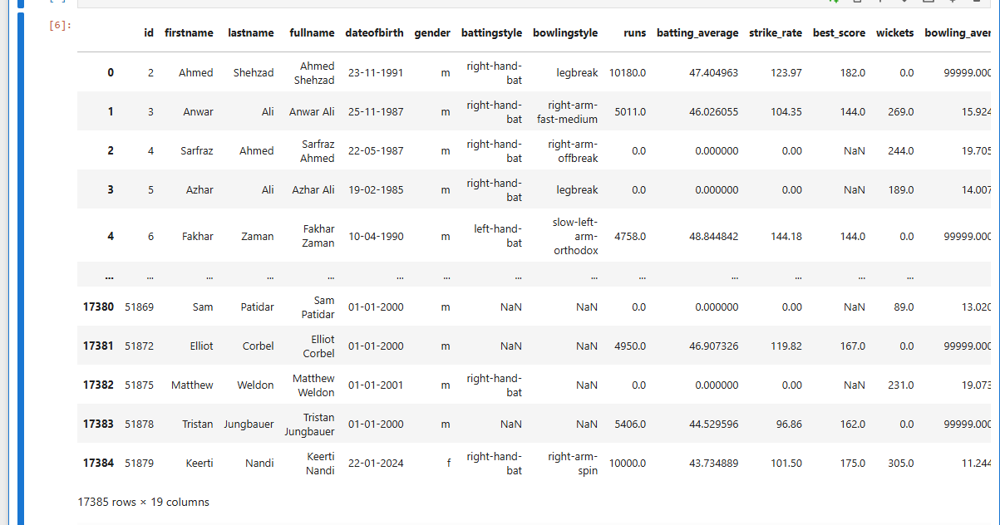 [6]:
id firstname lastname fullname dateofbirth gender battingstyle bowlingstyle runs batting_average strike_rate best_score wickets bowling_aver
0 2 Ahmed Shehzad Ahmed Shehzad 23-11-1991 m right-hand-bat legbreak 10180.0 47.404963 123.97 182.0 0.0 99999.000
1 3 Anwar Ali Anwar Ali 25-11-1987 m right-hand-bat right-arm-fast-medium 5011.0 46.026055 104.35 144.0 269.0 15.924
2 4 Sarfraz Ahmed Sarfraz Ahmed 22-05-1987 m right-hand-bat right-arm-offbreak 0.0 0.000000 0.00 NaN 244.0 19.705
3 5 Azhar Ali Azhar Ali 19-02-1985 m right-hand-bat legbreak 0.0 0.000000 0.00 NaN 189.0 14.007
4 6 Fakhar Zaman Fakhar Zaman 10-04-1990 m left-hand-bat slow-left-arm-orthodox 4758.0 48.844842 144.18 144.0 0.0 99999.000
... ... ... ... ... ... ... ... ... ... ... ... ... ...
17380 51869 Sam Patidar Sam Patidar 01-01-2000 m NaN NaN 0.0 0.000000 0.00 NaN 89.0 13.020
17381 51872 Elliot Corbel Elliot Corbel 01-01-2000 m NaN NaN 4950.0 46.907326 119.82 167.0 0.0 99999.000
17382 51875 Matthew Weldon Matthew Weldon 01-01-2001 m right-hand-bat NaN 0.0 0.000000 0.00 NaN 231.0 19.073
17383 51878 Tristan Jungbauer Tristan Jungbauer 01-01-2000 m NaN NaN 5406.0 44.529596 96.86 162.0 0.0 99999.000
17384 51879 Keerti Nandi Keerti Nandi 22-01-2024 f right-hand-bat right-arm-spin 10000.0 43.734889 101.50 175.0 305.0 11.244
17385 rows × 19 columns